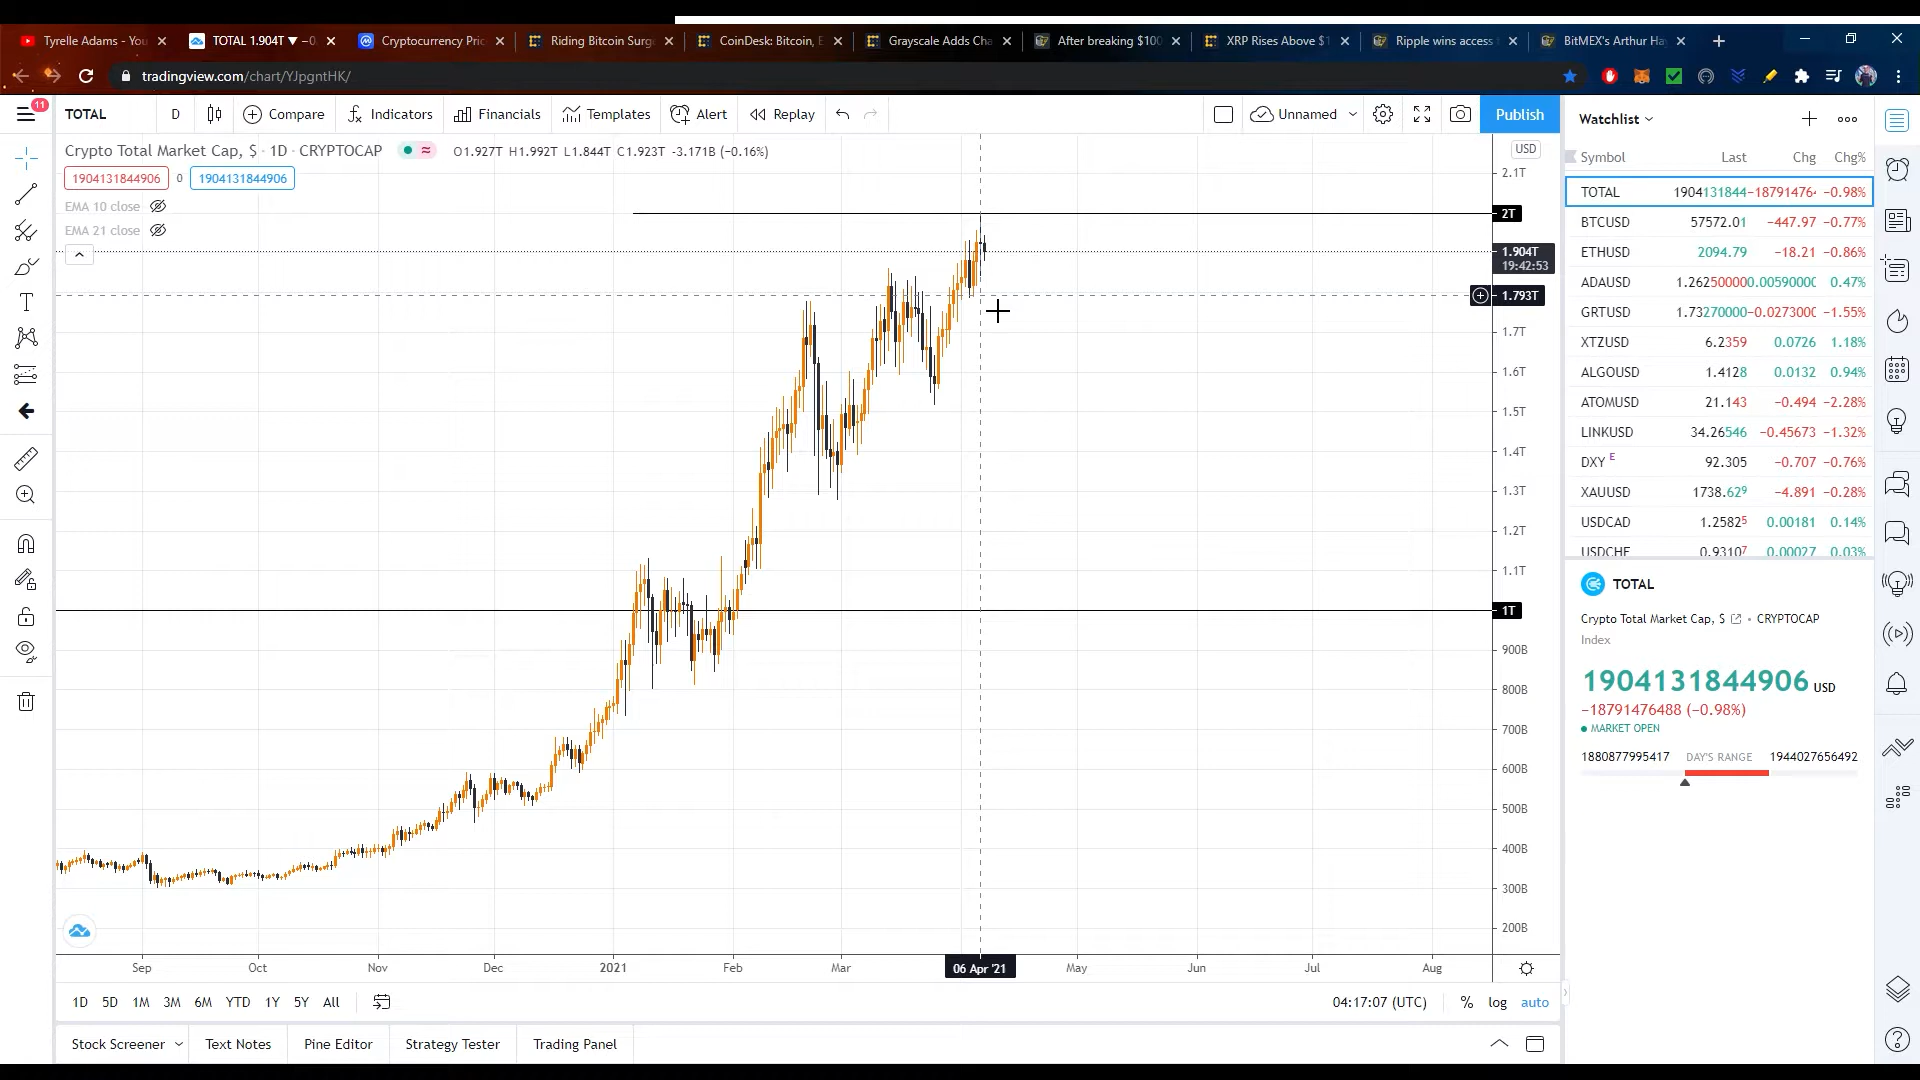 Tyrelle Adams - You
TOTAL 1.904T ▼ −0.
Cryptocurrency Pric
Riding Bitcoin Surg
CoinDesk: Bitcoin, E
Grayscale Adds Cha
After breaking $100
XRP Rises Above $1
Ripple wins access t
BitMEX's Arthur Ha
tradingview.com/chart/YJpgntHK/
11
TOTAL
D
Compare
Indicators
Financials
Templates
Alert
Replay
Unnamed
Publish
Crypto Total Market Cap, $ · 1D · CRYPTOCAP
O1.927T H1.992T L1.844T C1.923T −3.171B (−0.16%)
1904131844906 0 1904131844906
EMA 10 close
EMA 21 close
USD
2.1T
2T
1.904T
19:42:53
1.793T
1.7T
1.6T
1.5T
1.4T
1.3T
1.2T
1.1T
1T
900B
800B
700B
600B
500B
400B
300B
200B
Sep Oct Nov Dec 2021 Feb Mar 06 Apr '21 May Jun Jul Aug
1D 5D 1M 3M 6M YTD 1Y 5Y All
04:17:07 (UTC) % log auto
Stock Screener Text Notes Pine Editor Strategy Tester Trading Panel
Watchlist
Symbol Last Chg Chg%
TOTAL 1904131844 −18791476 −0.98%
BTCUSD 57572.01 −447.97 −0.77%
ETHUSD 2094.79 −18.21 −0.86%
ADAUSD 1.26250000 0.00590000 0.47%
GRTUSD 1.73270000 −0.0273000 −1.55%
XTZUSD 6.2359 0.0726 1.18%
ALGOUSD 1.4128 0.0132 0.94%
ATOMUSD 21.143 −0.494 −2.28%
LINKUSD 34.26546 −0.45673 −1.32%
DXY E 92.305 −0.707 −0.76%
XAUUSD 1738.629 −4.891 −0.28%
USDCAD 1.25825 0.00181 0.14%
USDCHF 0.93107 0.00027 0.03%
TOTAL
Crypto Total Market Cap, $ • CRYPTOCAP
Index
1904131844906 USD
−18791476488 (−0.98%)
MARKET OPEN
1880877995417 DAY'S RANGE 1944027656492